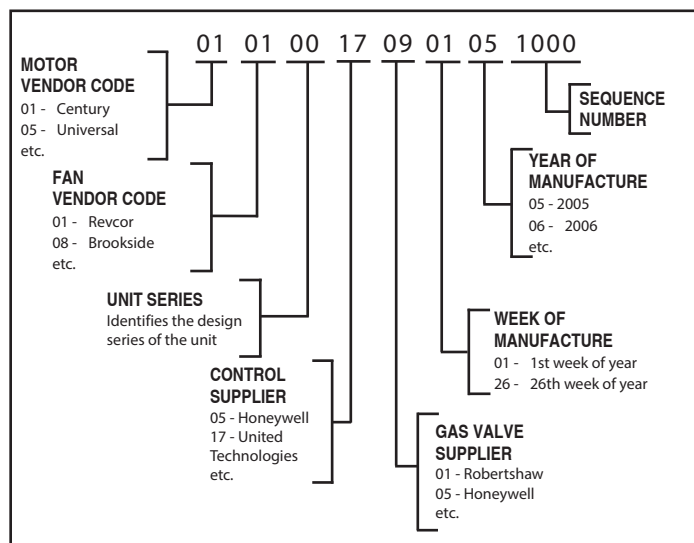 01 01 00 17 09 01 05 1000
MOTOR
VENDOR CODE
01 - Century
05 - Universal
etc.
FAN
VENDOR CODE
01 - Revcor
08 - Brookside
etc.
UNIT SERIES
Identifies the design
series of the unit
CONTROL
SUPPLIER
05 - Honeywell
17 - United
Technologies
etc.
SEQUENCE
NUMBER
YEAR OF
MANUFACTURE
05 - 2005
06 - 2006
etc.
WEEK OF
MANUFACTURE
01 - 1st week of year
26 - 26th week of year
GAS VALVE
SUPPLIER
01 - Robertshaw
05 - Honeywell
etc.